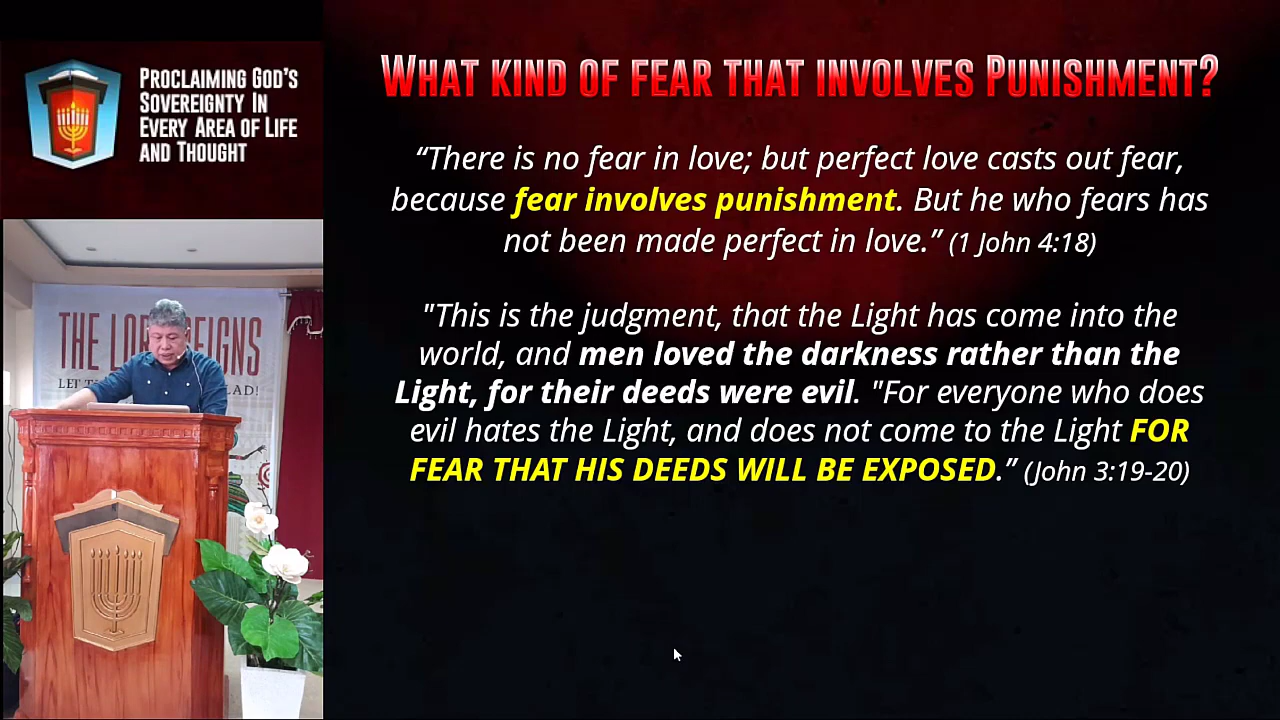 PROCLAIMING GOD'S
SOVEREIGNTY IN
EVERY AREA OF LIFE
AND THOUGHT
THE LORD REIGNS
LET
AD!
WHAT KIND OF FEAR THAT INVOLVES PUNISHMENT?
“There is no fear in love; but perfect love casts out fear,
because fear involves punishment. But he who fears has
not been made perfect in love.” (1 John 4:18)
"This is the judgment, that the Light has come into the
world, and men loved the darkness rather than the
Light, for their deeds were evil. "For everyone who does
evil hates the Light, and does not come to the Light FOR
FEAR THAT HIS DEEDS WILL BE EXPOSED.” (John 3:19-20)